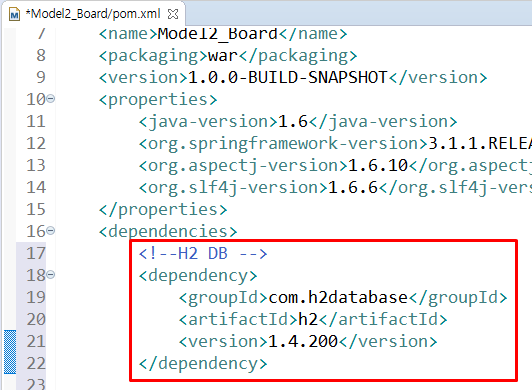 *Model2_Board/pom.xml
7 <name>Model2_Board</name>
8 <packaging>war</packaging>
9 <version>1.0.0-BUILD-SNAPSHOT</version>
10 <properties>
11 <java-version>1.6</java-version>
12 <org.springframework-version>3.1.1.RELEA
13 <org.aspectj-version>1.6.10</org.aspectj
14 <org.slf4j-version>1.6.6</org.slf4j-vers
15 </properties>
16 <dependencies>
17 <!--H2 DB -->
18 <dependency>
19 <groupId>com.h2database</groupId>
20 <artifactId>h2</artifactId>
21 <version>1.4.200</version>
22 </dependency>
23